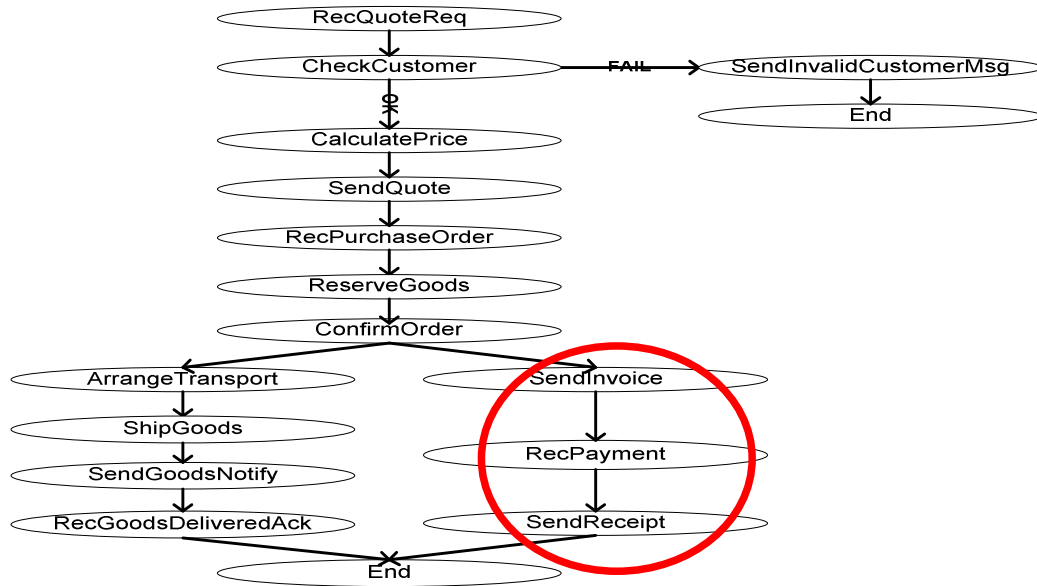 RecQuoteReq
CheckCustomer
FAIL
SendInvalidCustomerMsg
OK
End
CalculatePrice
SendQuote
RecPurchaseOrder
ReserveGoods
ConfirmOrder
ArrangeTransport
SendInvoice
ShipGoods
RecPayment
SendGoodsNotify
RecGoodsDeliveredAck
SendReceipt
End